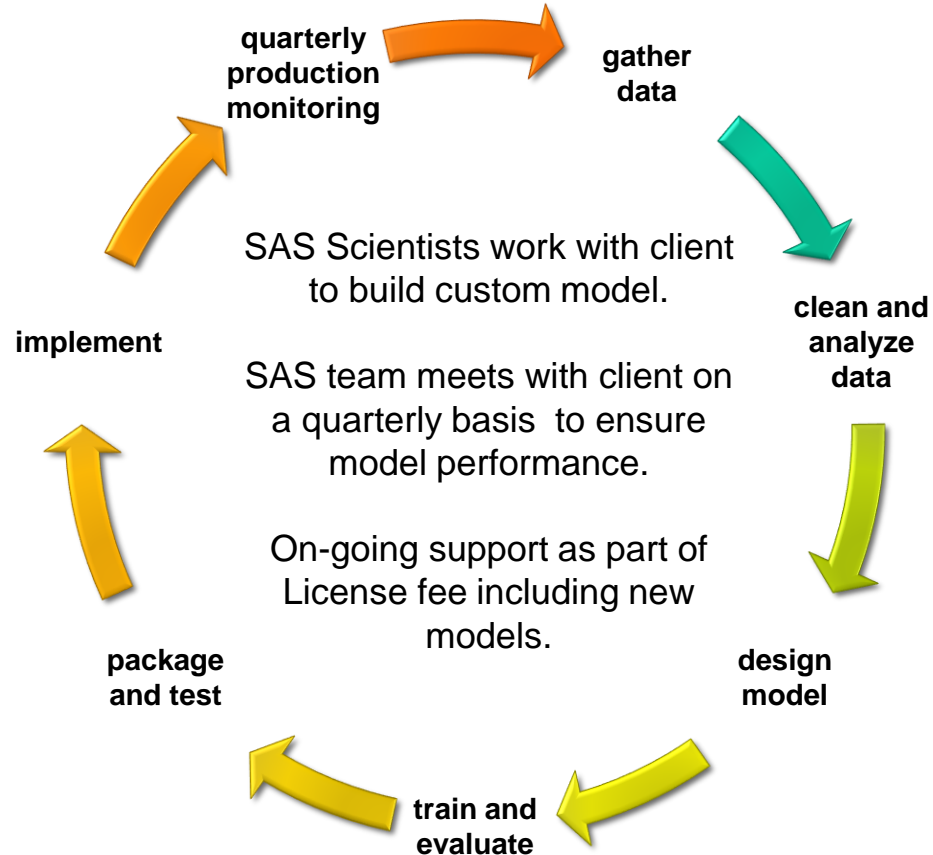 quarterly
production
monitoring
gather
data
clean and
analyze
data
design
model
train and
evaluate
package
and test
implement
SAS Scientists work with client
to build custom model.
SAS team meets with client on
a quarterly basis  to ensure
model performance.
On-going support as part of
License fee including new
models.